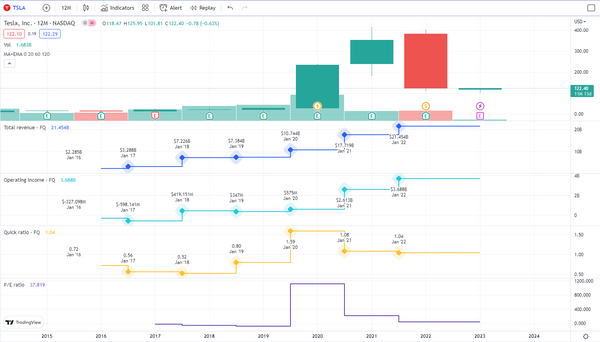 TSLA 12M Indicators Alert Replay
Tesla, Inc. · 12M · NASDAQ O118.47 H125.95 L101.81 C122.40 −0.78 (−0.63%) USD
122.10 0.19 122.29 400.00
Vol 1.683B
MA+EMA 0 20 60 120 300.00
200.00
122.40
0.00
Total revenue · FQ 21.454B
$2.285B
Jan '16
$3.288B
Jan '17
$7.226B
Jan '18
$7.384B
Jan '19
$10.744B
Jan '20
$17.719B
Jan '21
$21.454B
Jan '22
20B
10B
Operating Income · FQ 3.688B
$-327.098M
Jan '16
$-598.141M
Jan '17
$419.151M
Jan '18
$347M
Jan '19
$575M
Jan '20
$2.613B
Jan '21
$3.688B
Jan '22
4B
2B
0.00
Quick ratio · FQ 1.04
0.72
Jan '16
0.56
Jan '17
0.52
Jan '18
0.80
Jan '19
1.59
Jan '20
1.08
Jan '21
1.04
Jan '22
1.50
1.00
0.50
P/E ratio 37.819
1200.000
800.000
400.000
0.000
TradingView
2015 2016 2017 2018 2019 2020 2021 2022 2023